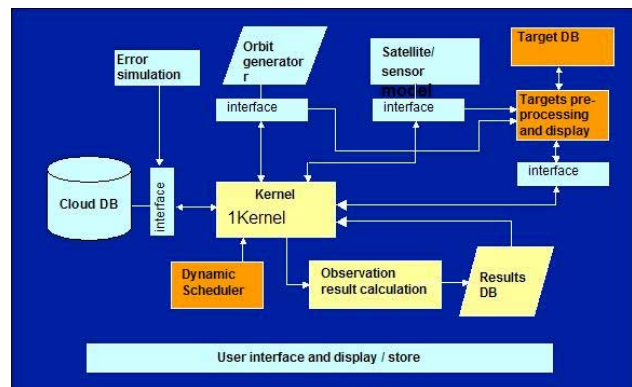 Error
simulation
Orbit
generator
r
interface
Satellite/
sensor
model
interface
Target DB
Targets pre-
processing
and display
interface
Cloud DB
interface
Kernel
1Kernel
Dynamic
Scheduler
Observation
result calculation
Results
DB
User interface and display / store